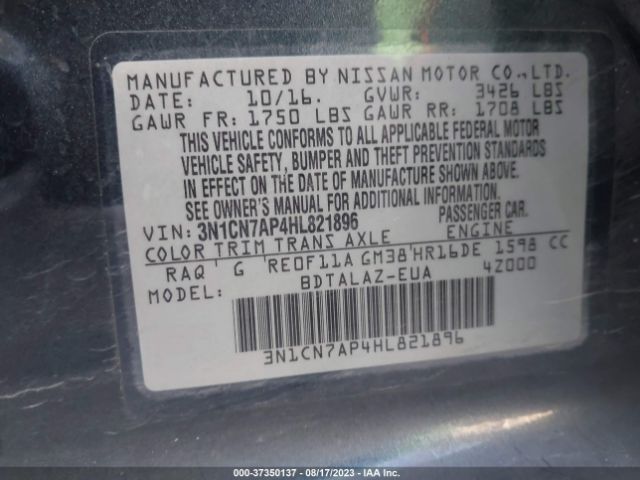 MANUFACTURED BY NISSAN MOTOR CO., LTD.
DATE: 10/16. GVWR: 3426 LBS
GAWR FR: 1750 LBS GAWR RR: 1708 LBS
THIS VEHICLE CONFORMS TO ALL APPLICABLE FEDERAL MOTOR
VEHICLE SAFETY, BUMPER AND THEFT PREVENTION STANDARDS
IN EFFECT ON THE DATE OF MANUFACTURE SHOWN ABOVE.
SEE OWNER'S MANUAL FOR ADDITIONAL INFORMATION.
VIN: 3N1CN7AP4HL821896 PASSENGER CAR.
COLOR TRIM TRANS AXLE ENGINE
RAQ G RE0F11A GM38 HR16DE 1598 CC
MODEL: BDTALAZ-EUA 4Z000
3N1CN7AP4HL821896
000-37350137 - 08/17/2023 - IAA Inc.